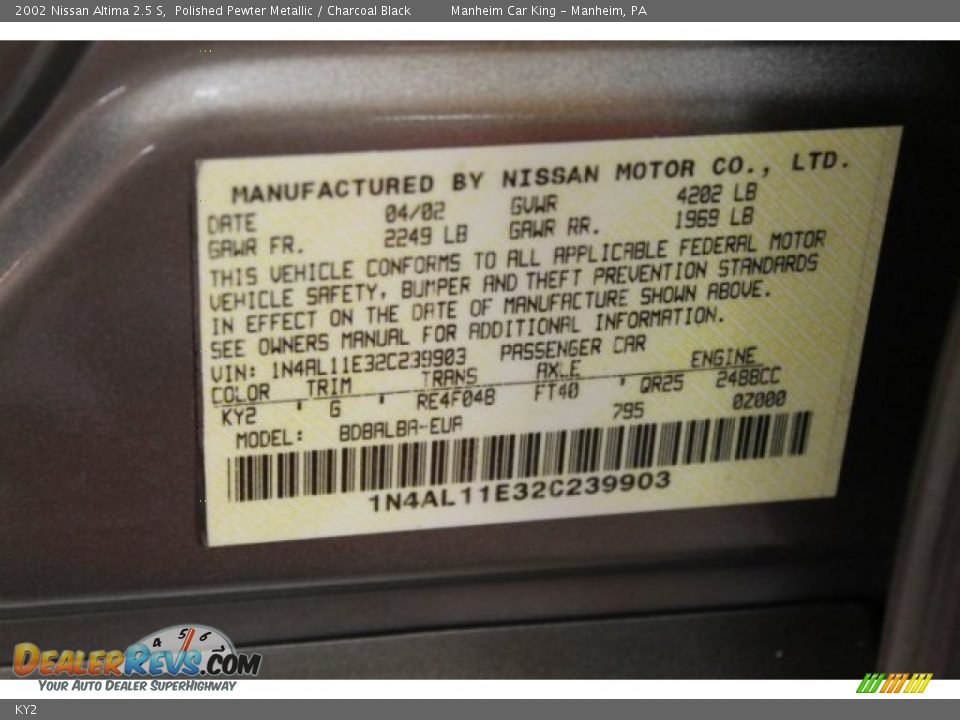 2002 Nissan Altima 2.5 S, Polished Pewter Metallic / Charcoal Black Manheim Car King – Manheim, PA
MANUFACTURED BY NISSAN MOTOR CO., LTD.
DATE 04/02 GVWR 4202 LB
GAWR FR. 2249 LB GAWR RR. 1969 LB
THIS VEHICLE CONFORMS TO ALL APPLICABLE FEDERAL MOTOR
VEHICLE SAFETY, BUMPER AND THEFT PREVENTION STANDARDS
IN EFFECT ON THE DATE OF MANUFACTURE SHOWN ABOVE.
SEE OWNERS MANUAL FOR ADDITIONAL INFORMATION.
VIN: 1N4AL11E32C239903 PASSENGER CAR
COLOR TRIM TRANS AXLE ENGINE
KY2 ' G ' RE4F04B FT40 ' QR25 2488CC
MODEL: BDBALBA-EUA 795 02000
1N4AL11E32C239903
4 5 6 7
DEALERREVS.COM
YOUR AUTO DEALER SUPERHIGHWAY
KY2